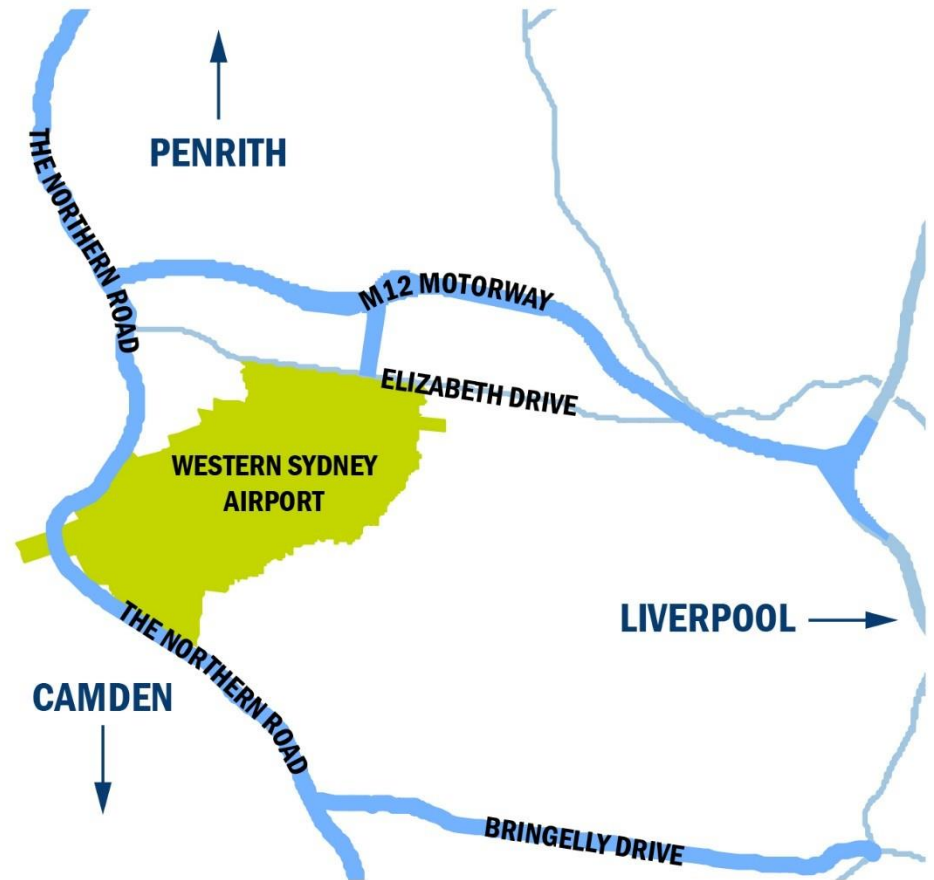 PENRITH
THE NORTHERN ROAD
M12 MOTORWAY
ELIZABETH DRIVE
WESTERN SYDNEY
AIRPORT
LIVERPOOL
THE NORTHERN ROAD
CAMDEN
BRINGELLY DRIVE